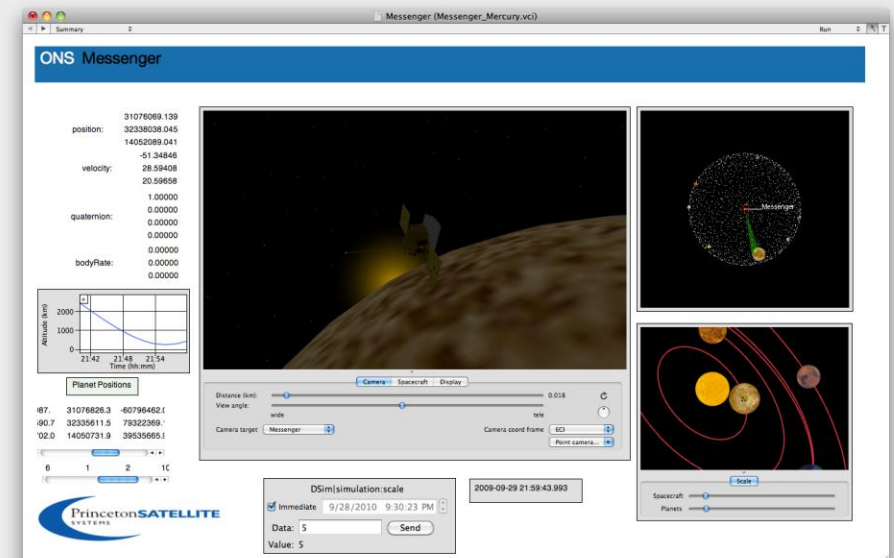 Messenger (Messenger_Mercury.vci)
Summary
Run
T
ONS Messenger
position:
31076069.139
32338038.045
14052089.041
velocity:
-51.34846
28.59408
20.59658
quaternion:
1.00000
0.00000
0.00000
0.00000
bodyRate:
0.00000
0.00000
0.00000
Altitude (km)
2000
1000
0
21:42 21:48 21:54
Time (hh:mm)
Planet Positions
31076826.3 -60796462.0
32335611.5 79322369.
14050731.9 39535665.
6 1 2 10
PrincetonSATELLITE
SYSTEMS
Camera Spacecraft Display
Distance (km): 0.018
View angle:
wide tele
Camera target Messenger
Camera coord frame ECI
Point camera...
DSim|simulation:scale
Immediate 9/28/2010 9:30:23 PM
Data: 5 Send
Value: 5
2009-09-29 21:59:43.993
Messenger
Scale
Spacecraft
Planets